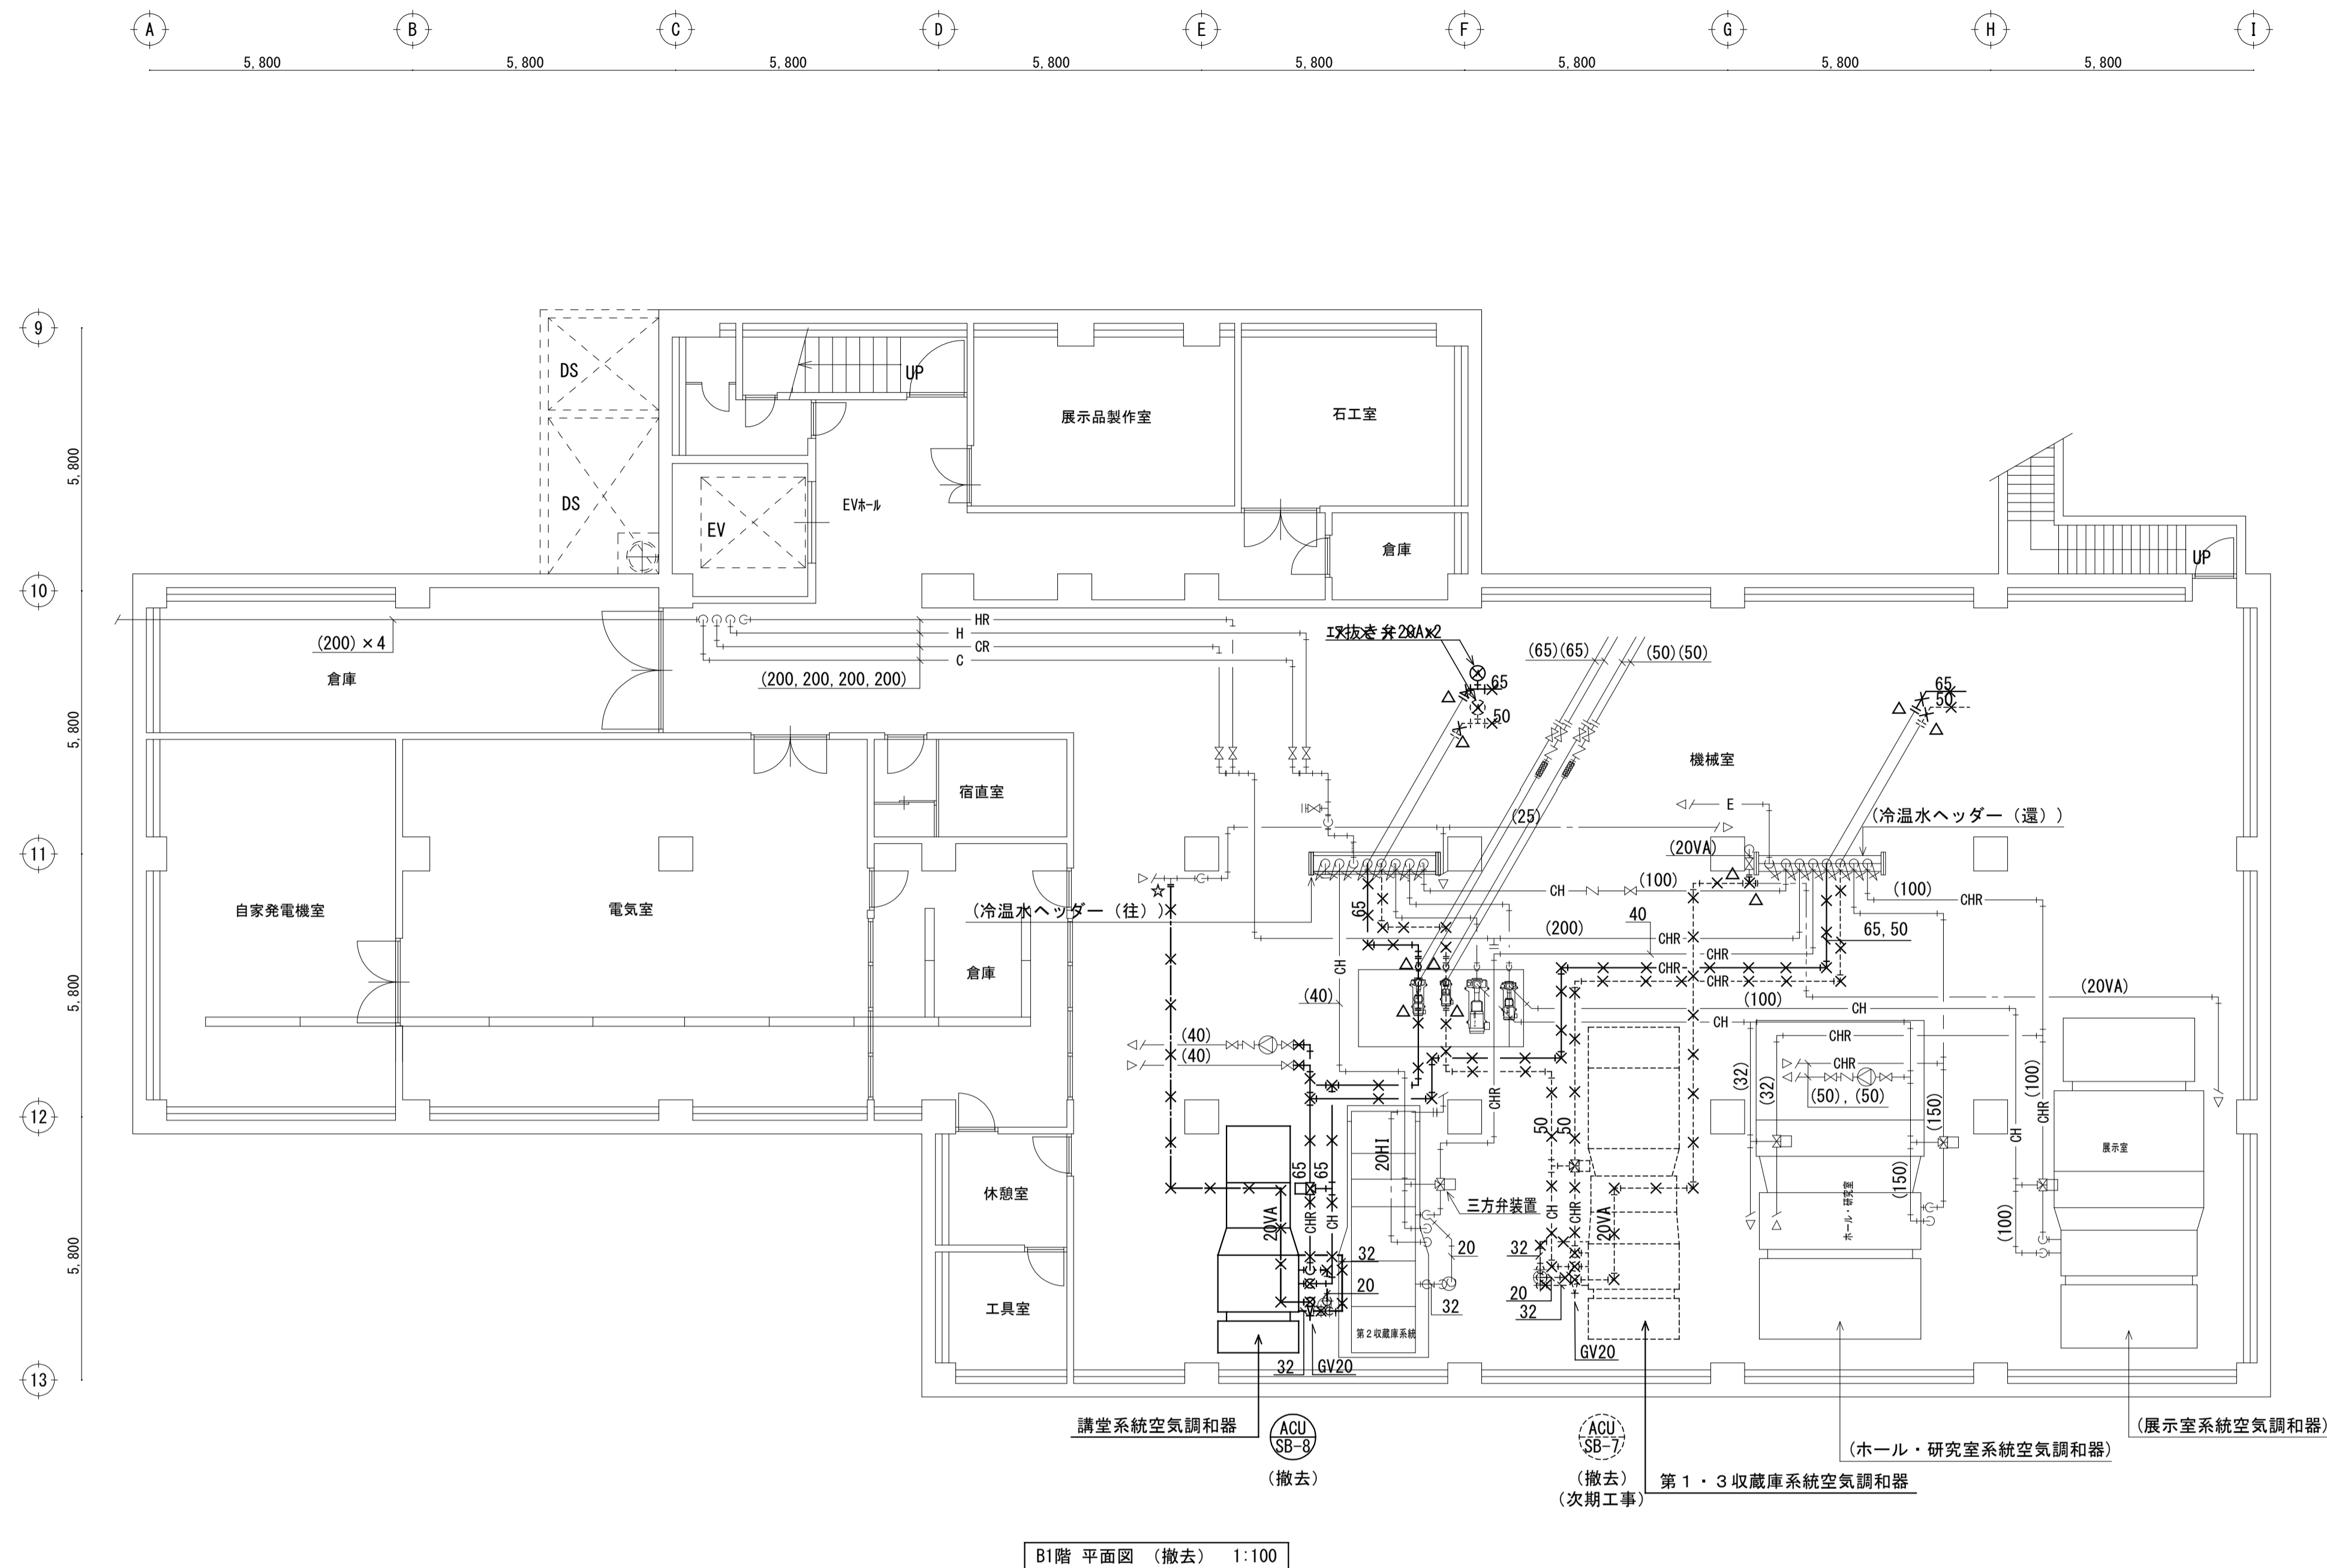 A B C D E F G H I
5,800 5,800 5,800 5,800 5,800 5,800 5,800 5,800
9
DS
UP
展示品製作室
石工室
5,800
DS
EV
EVホール
倉庫
UP
10
HR
H
CR
C
(200)×4
倉庫
(200,200,200,200)
(65)(65)
(50)(50)
65
50
65
50
5,800
機械室
宿直室
E
(25)
(冷温水ヘッダー（還）)
11
(20VA)
CH
(100)
(100)
CHR
自家発電機室
電気室
(冷温水ヘッダー（往）)
☆
65
40
(200)
CHR
65,50
CHR
倉庫
CH
CHR
CHR
5,800
(40)
(100)
CH
(20VA)
CH
(40)
(40)
CHR
CHR
(32)
(32)
(50),(50)
(150)
(100)
CHR
CH
12
CHR
50
50
展示室
20HI
65
65
休憩室
三方弁装置
(150)
ホール・研究室
20VA
CHR
CH
CH
CHR
20VA
(100)
5,800
32
20
20
32
32
20
32
工具室
第２収蔵庫系統
32
GV20
GV20
13
講堂系統空気調和器
ACU
SB-8
(撤去)
ACU
SB-7
(撤去)
(次期工事)
第１・３収蔵庫系統空気調和器
(ホール・研究室系統空気調和器)
(展示室系統空気調和器)
B1階 平面図 （撤去） 1:100